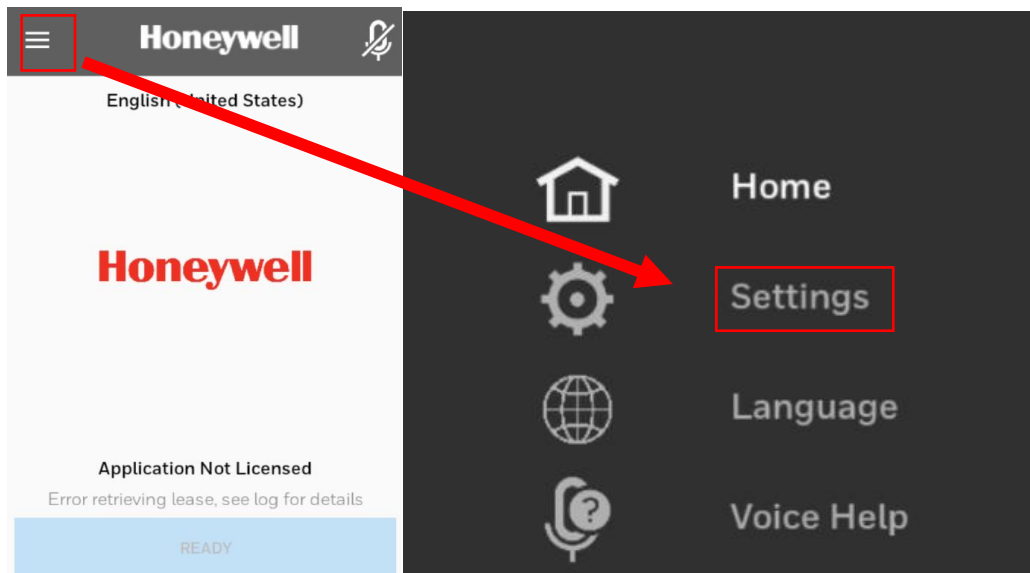 Honeywell
English (United States)
Honeywell
Application Not Licensed
Error retrieving lease, see log for details
READY
Home
Settings
Language
Voice Help